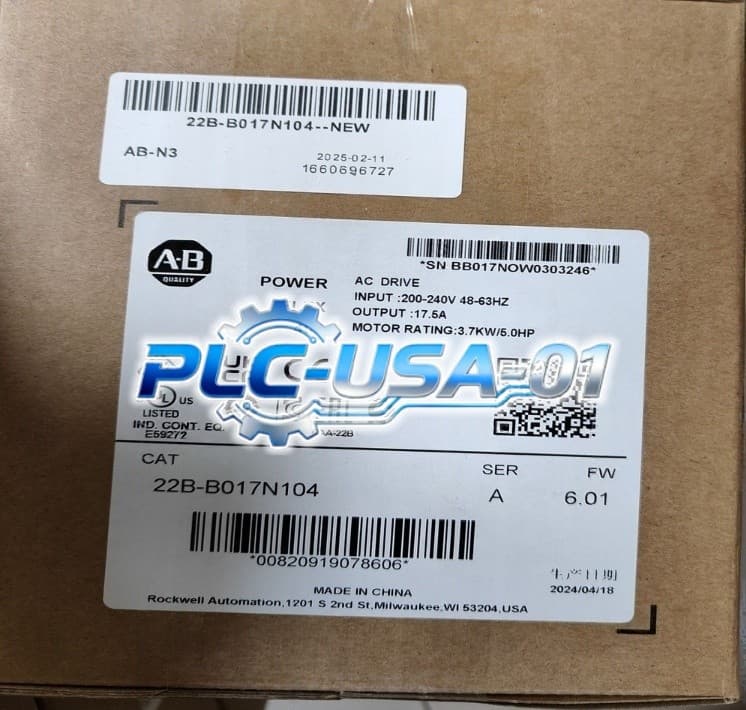 22B-B017N104--NEW
AB-N3
2025-02-11
1660696727
A-B
QUALITY
*SN BB017NOW0303246*
POWER
AC DRIVE
INPUT :200-240V 48-63HZ
OUTPUT :17.5A
MOTOR RATING:3.7KW/5.0HP
PLC-USA-01
UL US
LISTED
IND. CONT. EQ.
E59272
CAT
22B-B017N104
SER
A
FW
6.01
*00820919078606*
生产日期
2024/04/18
MADE IN CHINA
Rockwell Automation,1201 S 2nd St,Milwaukee,WI 53204,USA